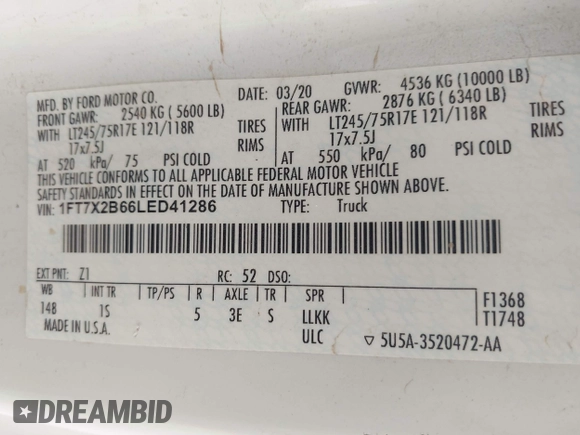 MFD. BY FORD MOTOR CO. DATE: 03/20 GVWR: 4536 KG (10000 LB)
FRONT GAWR: 2540 KG ( 5600 LB) REAR GAWR: 2876 KG ( 6340 LB)
WITH LT245/75R17E 121/118R TIRES WITH LT245/75R17E 121/118R TIRES
17x7.5J RIMS 17x7.5J RIMS
AT 520 kPa/ 75 PSI COLD AT 550 kPa/ 80 PSI COLD
THIS VEHICLE CONFORMS TO ALL APPLICABLE FEDERAL MOTOR VEHICLE
SAFETY STANDARDS IN EFFECT ON THE DATE OF MANUFACTURE SHOWN ABOVE.
VIN: 1FT7X2B66LED41286 TYPE: Truck
EXT PNT: Z1 RC: 52 DSO:
WB INT TR TP/PS R AXLE TR SPR F1368
148 1S 5 3E S LLKK T1748
MADE IN U.S.A. ULC ▽ 5U5A-3520472-AA
DREAMBID